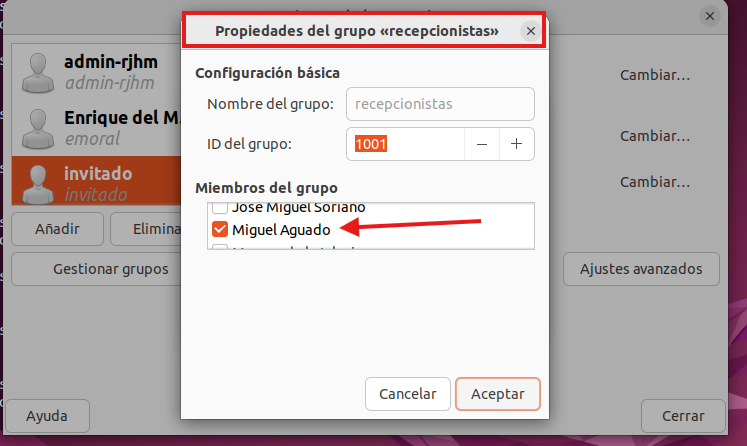 Propiedades del grupo «recepcionistas»
admin-rjhm
admin-rjhm
Cambiar...
Configuración básica
Enrique del M
emoral
Nombre del grupo: recepcionistas
Cambiar...
ID del grupo: 1001
invitado
invitado
Cambiar...
Miembros del grupo
Jose Miguel Soriano
Miguel Aguado
Añadir
Elimina
Gestionar grupos
Ajustes avanzados
Cancelar
Aceptar
Ayuda
Cerrar